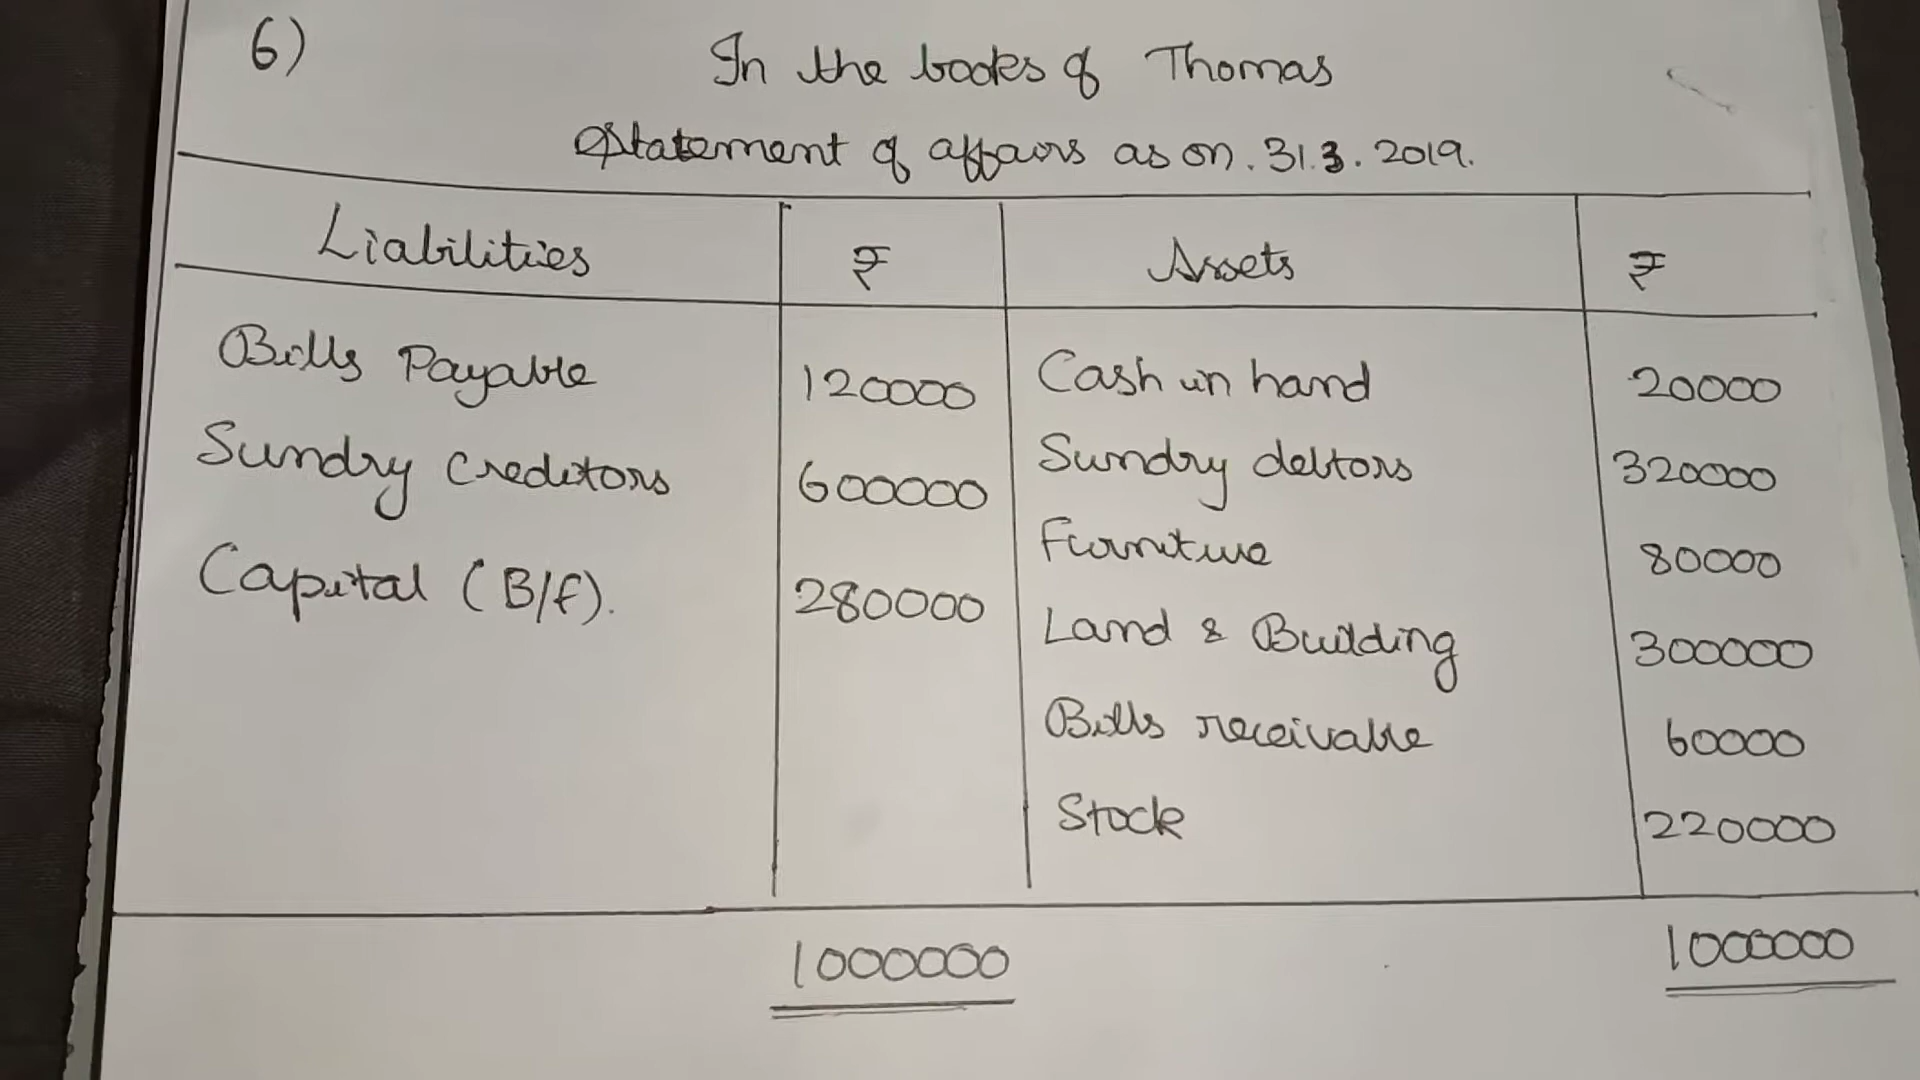 6)
In the books of Thomas
Statement of affairs as on. 31.3.2019.
Liabilities ₹ Assets ₹
Bills Payable 120000 Cash in hand 20000
Sundry Creditors 600000 Sundry debtors 320000
Capital (B/f). 280000 Furniture 80000
Land & Building 300000
Bills receivable 60000
Stock 220000
1000000 1000000